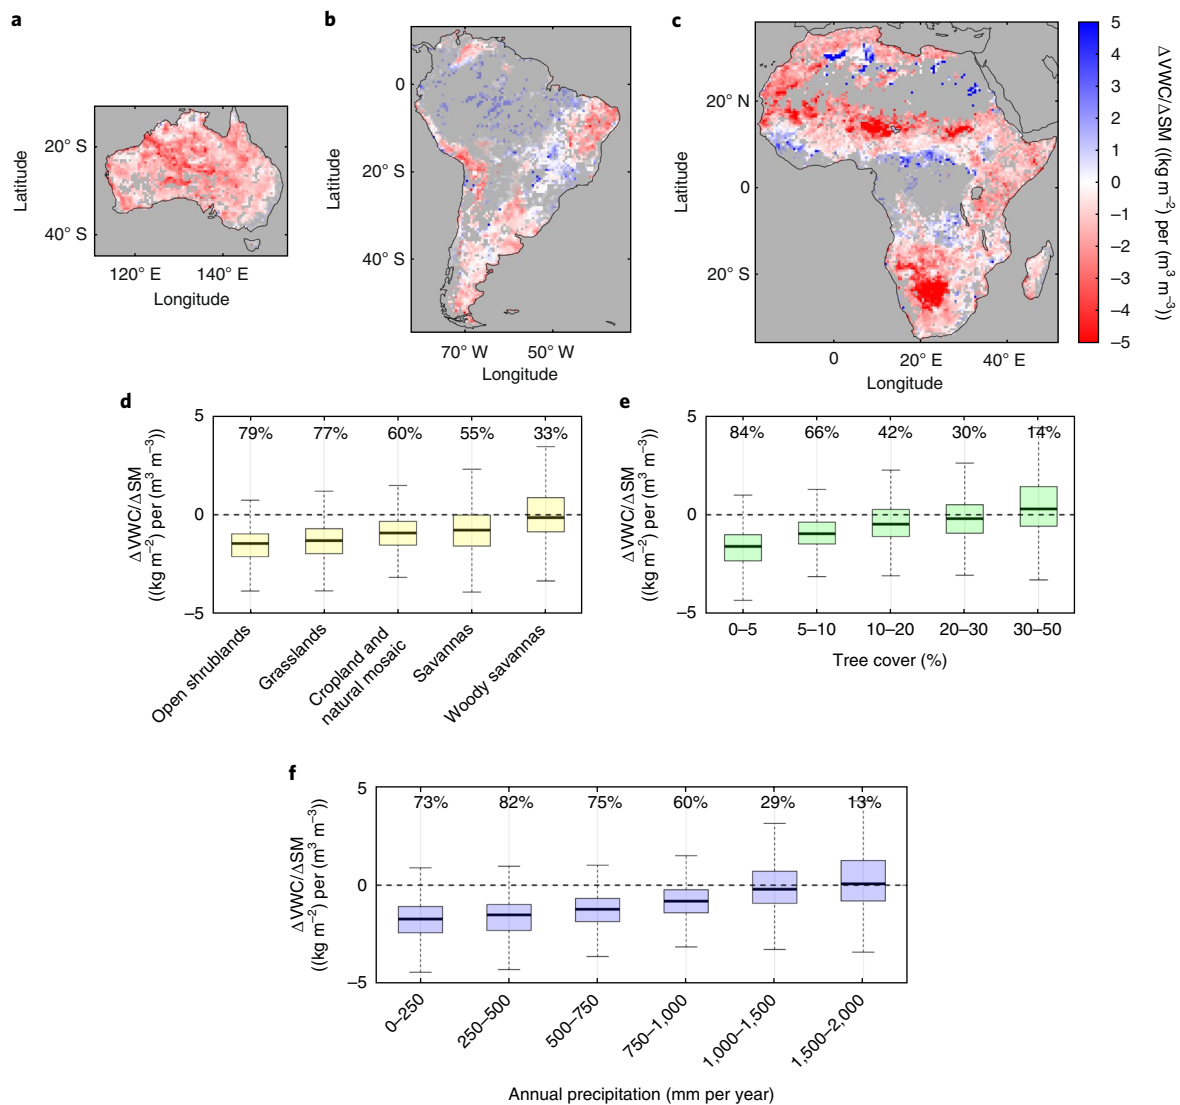 a
20° S
40° S
Latitude
120° E 140° E
Longitude
b
0
20° S
40° S
Latitude
70° W 50° W
Longitude
c
20° N
0
20° S
Latitude
0 20° E 40° E
Longitude
5
4
3
2
1
0
–1
–2
–3
–4
–5
ΔVWC/ΔSM ((kg m–2) per (m3 m–3))
d
ΔVWC/ΔSM
((kg m–2) per (m3 m–3))
5
0
–5
79% 77% 60% 55% 33%
Open shrublands
Grasslands
Cropland and
natural mosaic
Savannas
Woody savannas
e
ΔVWC/ΔSM
((kg m–2) per (m3 m–3))
5
0
–5
84% 66% 42% 30% 14%
0–5 5–10 10–20 20–30 30–50
Tree cover (%)
f
ΔVWC/ΔSM
((kg m–2) per (m3 m–3))
5
0
–5
73% 82% 75% 60% 29% 13%
0–250
250–500
500–750
750–1,000
1,000–1,500
1,500–2,000
Annual precipitation (mm per year)